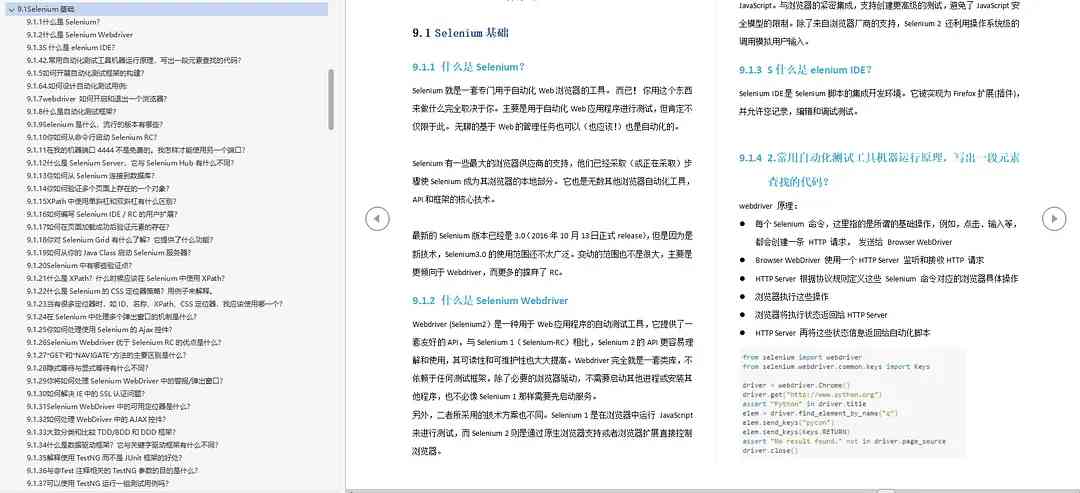 9.1Selenium 基础
9.1.1什么是 Selenium?
9.1.2什么是 Selenium Webdriver
9.1.3S 什么是 elenium IDE?
9.1.42.常用自动化测试工具机器运行原理，写出一段元素查找的代码?
9.1.5如何开展自动化测试框架的构建?
9.1.64.如何设计自动化测试用例:
9.1.7webdriver 如何开启和退出一个浏览器?
9.1.8什么是自动化测试框架?
9.1.9Selenium 是什么，流行的版本有哪些?
9.1.10你如何从命令行启动 Selenium RC?
9.1.11在我的机器端口 4444 不是免费的。我怎样才能使用另一个端口?
9.1.12什么是 Selenium Server，它与 Selenium Hub 有什么不同?
9.1.13你如何从 Selenium 连接到数据库?
9.1.14你如何验证多个页面上存在的一个对象?
9.1.15XPath 中使用单斜杠和双斜杠有什么区别?
9.1.16如何编写 Selenium IDE / RC 的用户扩展?
9.1.17如何在页面加载成功后验证元素的存在?
9.1.18你对 Selenium Grid 有什么了解? 它提供了什么功能?
9.1.19如何从你的 Java Class 启动 Selenium 服务器?
9.1.20Selenium 中有哪些验证点?
9.1.21什么是 XPath? 什么时候应该在 Selenium 中使用 XPath?
9.1.22什么是 Selenium 的 CSS 定位器策略? 用例子来解释。
9.1.23当有很多定位器时，如 ID、名称、XPath、CSS 定位器，我应该使用哪一个?
9.1.24在 Selenium 中处理多个弹出窗口的机制是什么?
9.1.25你如何处理使用 Selenium 的 Ajax 控件?
9.1.26Selenium Webdriver 优于 Selenium RC 的优点是什么?
9.1.27"GET"和"NAVIGATE"方法的主要区别是什么?
9.1.28隐式等待与显式等待有什么不同?
9.1.29你将如何处理 Selenium WebDriver 中的警报/弹出窗口?
9.1.30如何解决 IE 中的 SSL 认证问题?
9.1.31Selenium WebDriver 中的可用定位器是什么?
9.1.32如何处理 WebDriver 中的 AJAX 控件?
9.1.33大致分类和比较 TDD/BDD 和 DDD 框架?
9.1.34什么是数据驱动框架? 它与关键字驱动框架有什么不同?
9.1.35解释使用 TestNG 而不是 JUnit 框架的好处?
9.1.36与@Test 注释相关的 TestNG 参数的目的是什么?
9.1.37可以使用 TestNG 运行一组测试用例吗?
9.1 Selenium 基础
9.1.1 什么是 Selenium?
Selenium 就是一套专门用于自动化 Web 浏览器的工具。 而已! 你用这个东西
来做什么完全取决于你。主要是用于自动化 Web 应用程序进行测试，但肯定不
仅限于此。 无聊的基于 Web 的管理任务也可以（也应该!）也是自动化的。
Selenium 有一些最大的浏览器供应商的支持，他们已经采取（或正在采取）步
骤使 Selenium 成为其浏览器的本地部分。 它也是无数其他浏览器自动化工具，
API 和框架的核心技术。
最新的 Selenium 版本已经是 3.0（2016 年 10 月 13 日正式 release），但是因为是
新技术，Selenium3.0 的使用范围还不太广泛。变动的范围也不是很大，主要是
更倾向于 Webdriver，而更多的摒弃了 RC。
9.1.2 什么是 Selenium Webdriver
Webdriver (Selenium2）是一种用于 Web 应用程序的自动测试工具，它提供了一
套友好的 API，与 Selenium 1（Selenium-RC）相比，Selenium 2 的 API 更容易理
解和使用，其可读性和可维护性也大大提高。Webdriver 完全就是一套类库，不
依赖于任何测试框架，除了必要的浏览器驱动，不需要启动其他进程或安装其
他程序，也不必像 Selenium 1 那样需要先启动服务。
另外，二者所采用的技术方案也不同。Selenium 1 是在浏览器中运行 JavaScript
来进行测试，而 Selenium 2 则是通过原生浏览器支持或者浏览器扩展直接控制
浏览器。
JavaScript。与浏览器的紧密集成，支持创建更高级的测试，避免了 JavaScript 安
全模型的限制。除了来自浏览器厂商的支持，Selenium 2 还利用操作系统级的
调用模拟用户输入。
9.1.3 S 什么是 elenium IDE?
Selenium IDE 是 Selenium 脚本的集成开发环境。 它被实现为 Firefox 扩展(插件)，
并允许您记录，编辑和调试测试。
9.1.4 2.常用自动化测试工具机器运行原理，写出一段元素
查找的代码?
webdriver 原理:
● 每个 Selenium 命令，这里指的是所谓的基础操作，例如，点击、输入等，
都会创建一条 HTTP 请求， 发送给 Browser WebDriver
● Browser WebDriver 使用一个 HTTP Server 监听和接收 HTTP 请求
● HTTP Server 根据协议规则定义这些 Selenium 命令对应的浏览器具体操作
● 浏览器执行这些操作
● 浏览器将执行状态返回给 HTTP Server
● HTTP Server 再将这些状态信息返回给自动化脚本
from selenium import webdriver
from selenium.webdriver.common.keys import Keys
driver = webdriver.Chrome()
driver.get("http://www.python.org")
assert "Python" in driver.title
elem = driver.find_element_by_name("q")
elem.send_keys("pycon")
elem.send_keys(Keys.RETURN)
assert "No result found." not in driver.page_source
driver.close()